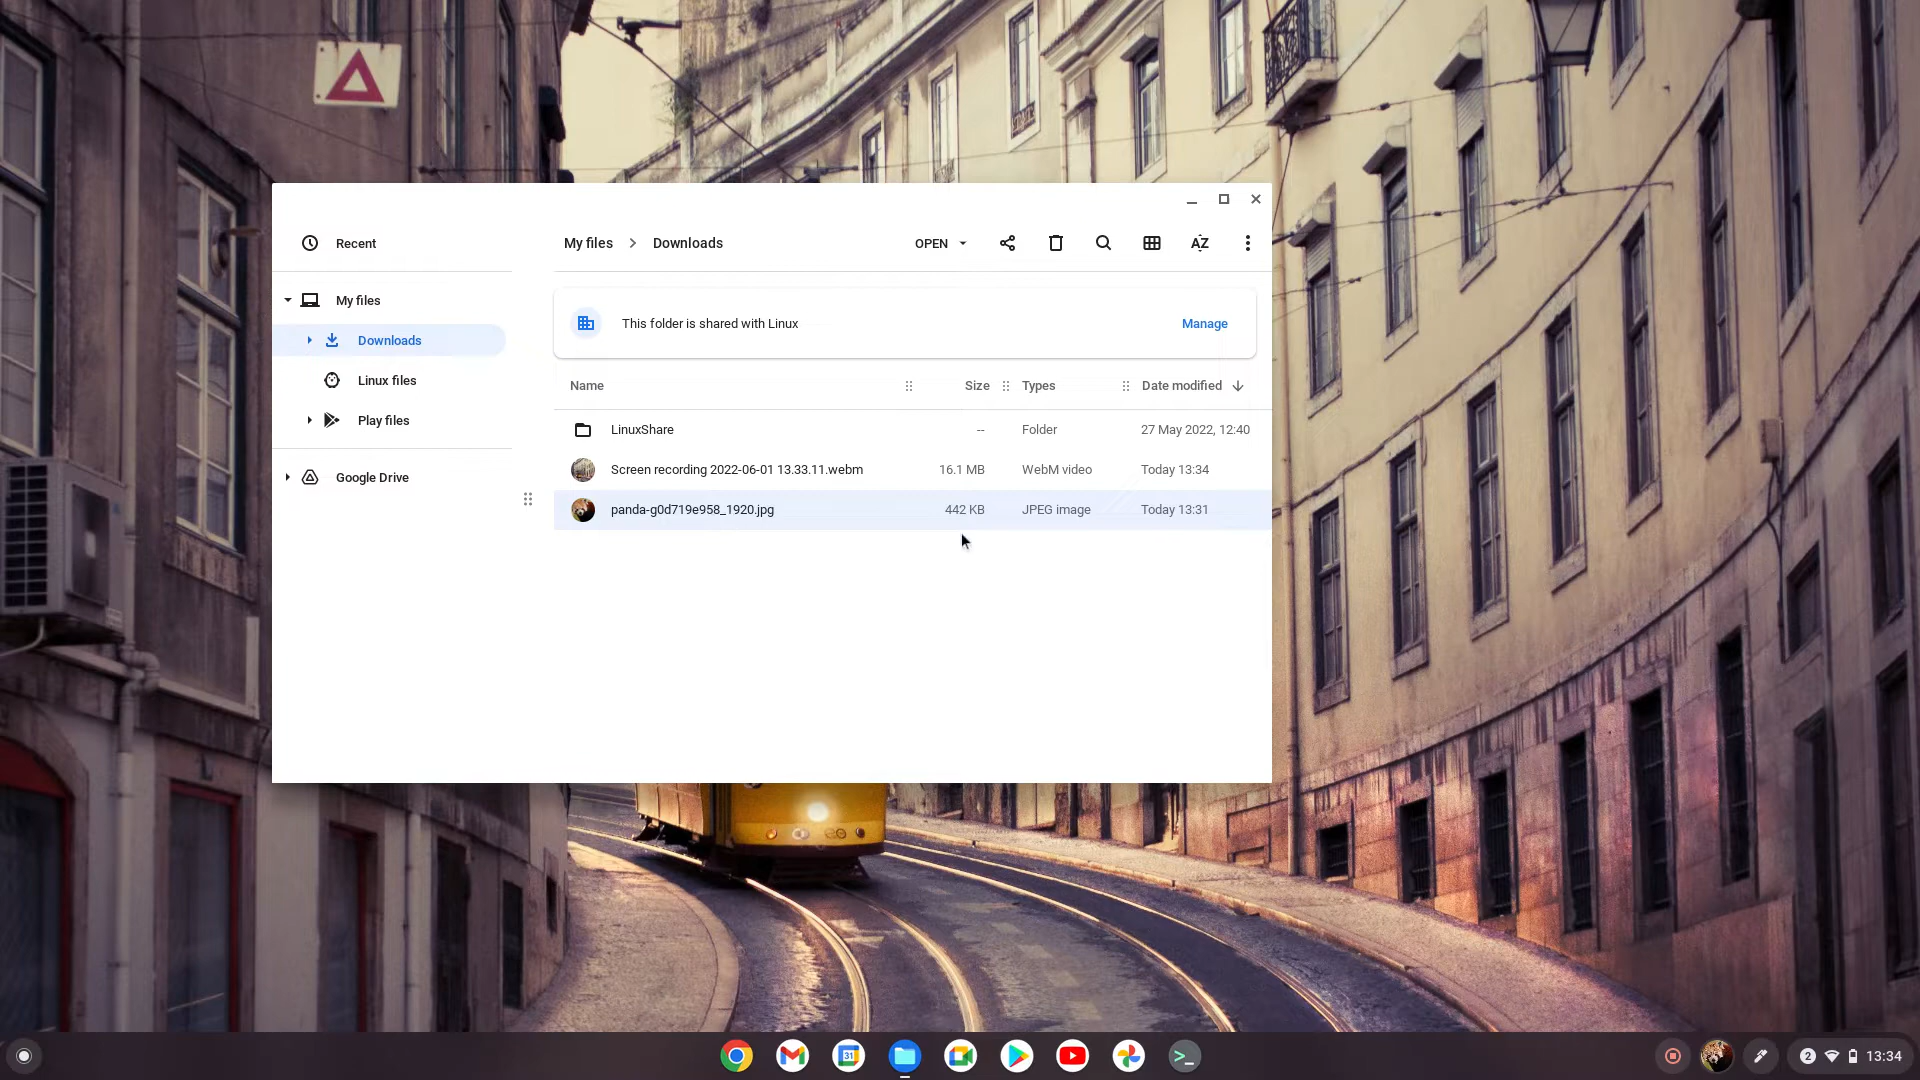 Recent
My files > Downloads
OPEN
AZ
My files
Downloads
Linux files
Play files
Google Drive
This folder is shared with Linux
Manage
Name Size Types Date modified
LinuxShare -- Folder 27 May 2022, 12:40
Screen recording 2022-06-01 13.33.11.webm 16.1 MB WebM video Today 13:34
panda-g0d719e958_1920.jpg 442 KB JPEG image Today 13:31
31
>_
2
13:34